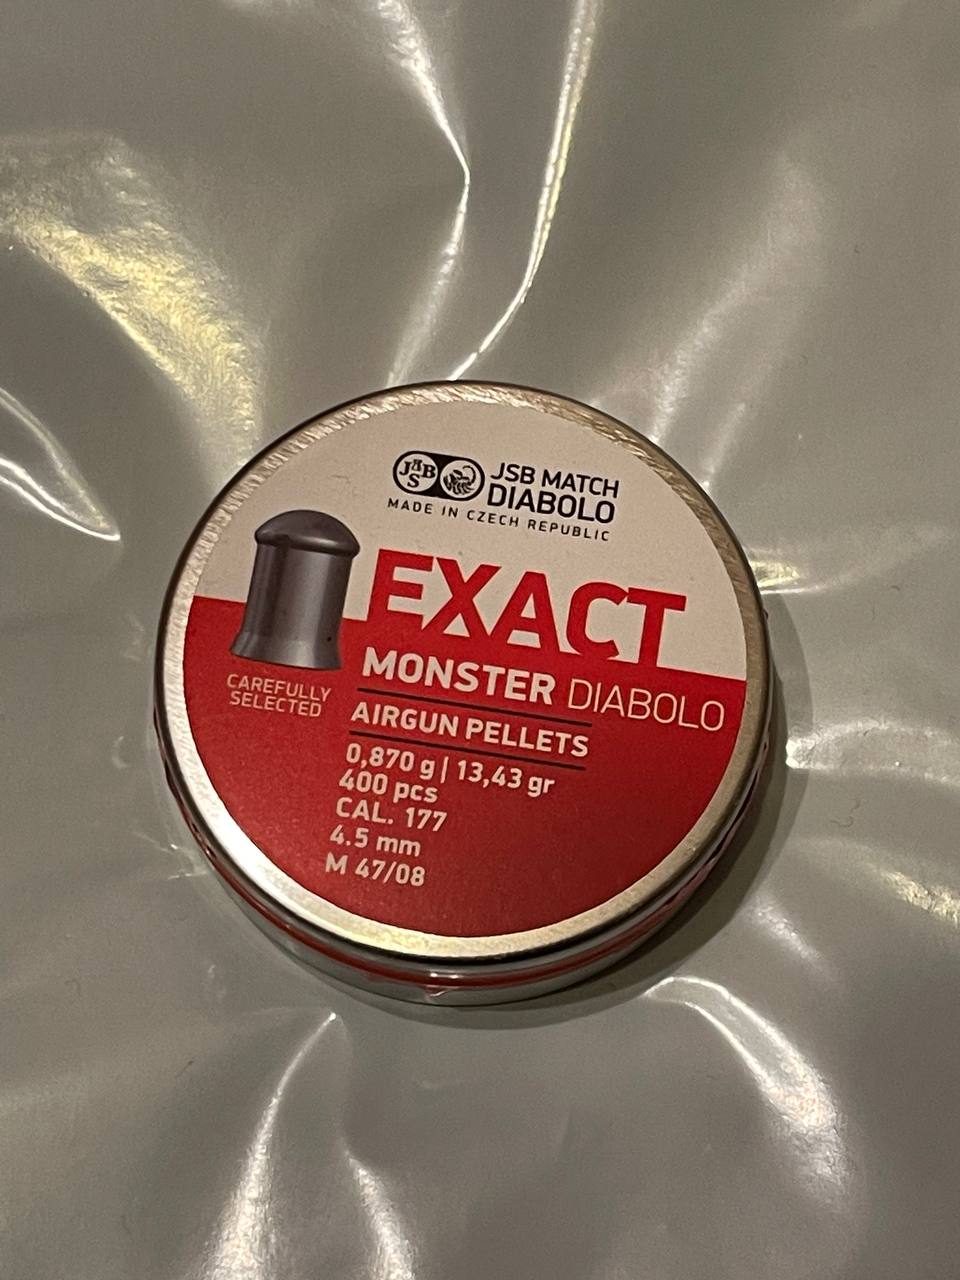 JSB
JSB MATCH
DIABOLO
MADE IN CZECH REPUBLIC
EXACT
MONSTER DIABOLO
CAREFULLY
SELECTED
AIRGUN PELLETS
0,870 g | 13,43 gr
400 pcs
CAL. 177
4.5 mm
M 47/08